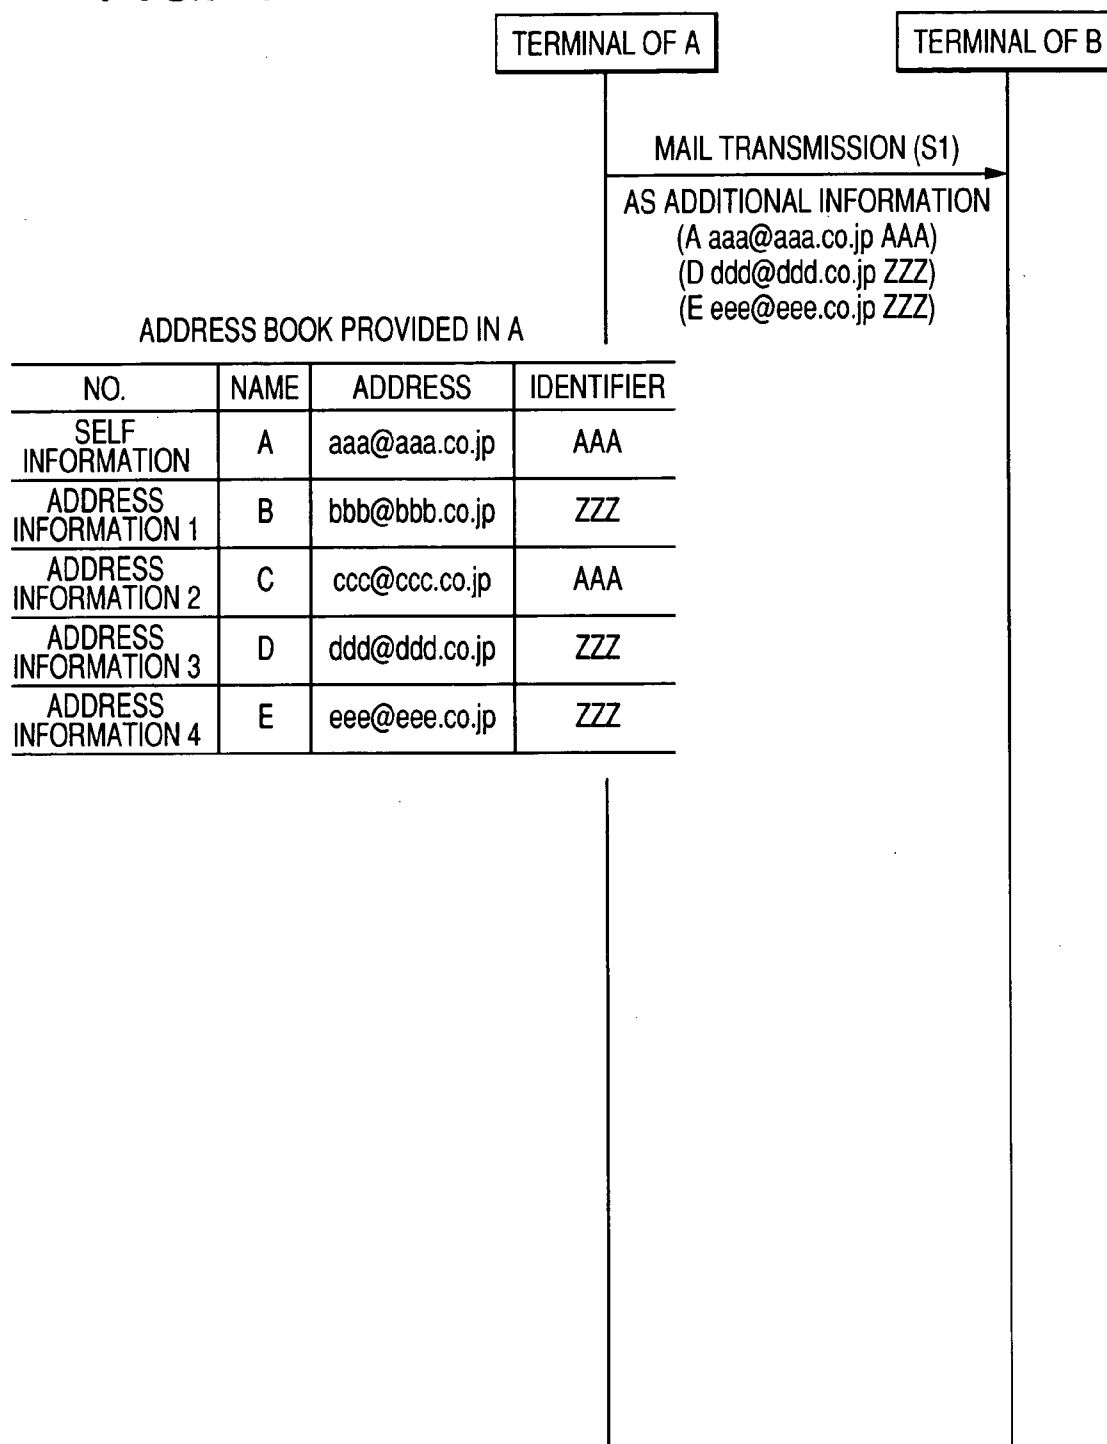 TERMINAL OF A
TERMINAL OF B
MAIL TRANSMISSION (S1)
AS ADDITIONAL INFORMATION
(A aaa@aaa.co.jp AAA)
(D ddd@ddd.co.jp ZZZ)
(E eee@eee.co.jp ZZZ)
ADDRESS BOOK PROVIDED IN A
NO. NAME ADDRESS IDENTIFIER
SELF
INFORMATION A aaa@aaa.co.jp AAA
ADDRESS
INFORMATION 1 B bbb@bbb.co.jp ZZZ
ADDRESS
INFORMATION 2 C ccc@ccc.co.jp AAA
ADDRESS
INFORMATION 3 D ddd@ddd.co.jp ZZZ
ADDRESS
INFORMATION 4 E eee@eee.co.jp ZZZ